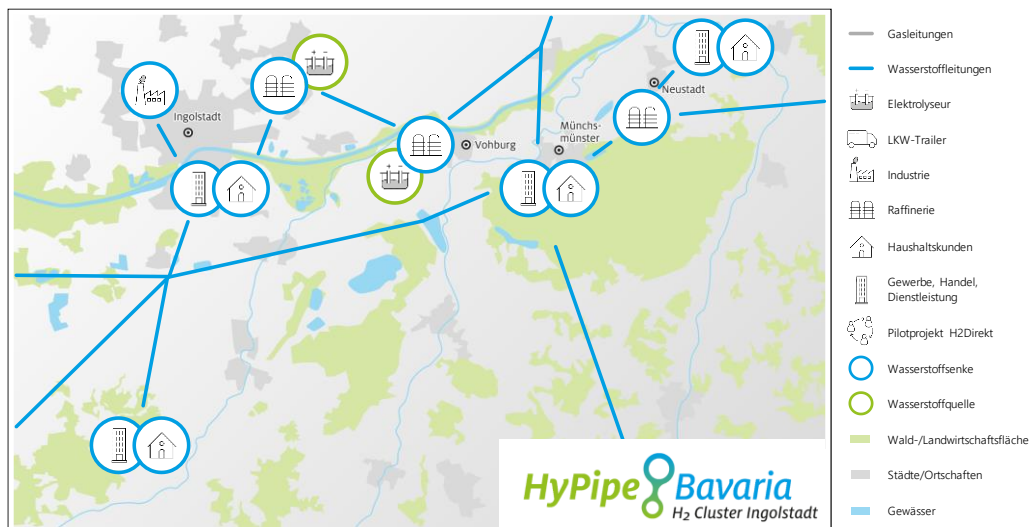 Ingolstadt
Vohburg
Münchs-
münster
Neustadt
HyPipe Bavaria
H2 Cluster Ingolstadt
Gasleitungen
Wasserstoffleitungen
Elektrolyseur
LKW-Trailer
Industrie
Raffinerie
Haushaltskunden
Gewerbe, Handel,
Dienstleistung
Pilotprojekt H2Direkt
Wasserstoffsenke
Wasserstoffquelle
Wald-/Landwirtschaftsfläche
Städte/Ortschaften
Gewässer